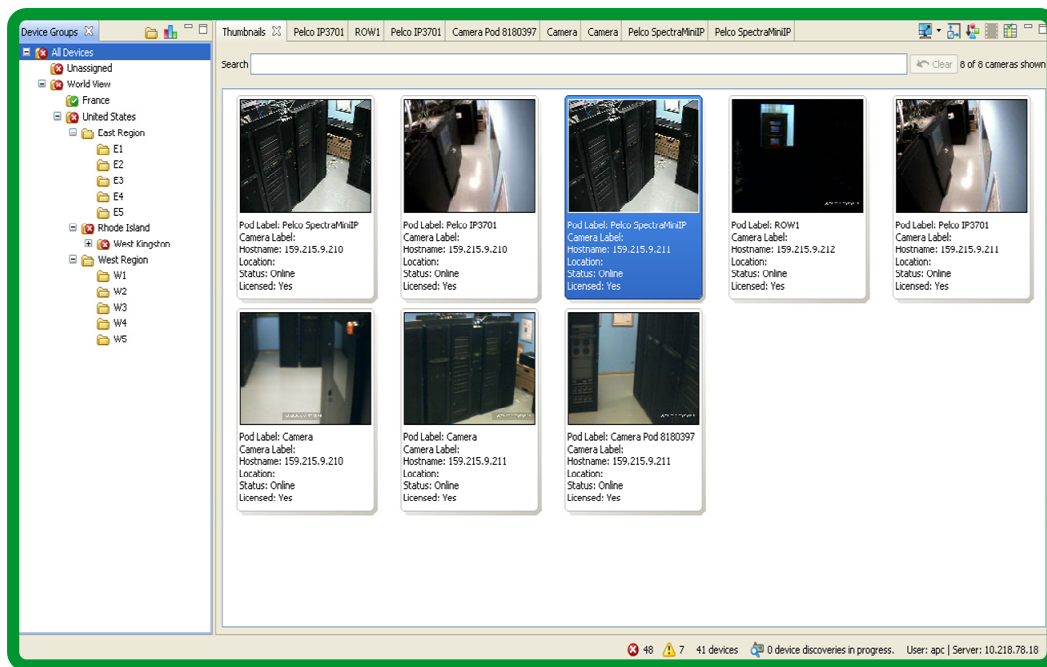 Device Groups
Thumbnails
Pelco IP3701
ROW1
Pelco IP3701
Camera Pod 8180397
Camera
Camera
Pelco SpectraMiniIP
Pelco SpectraMiniIP
All Devices
Unassigned
World View
France
United States
East Region
E1
E2
E3
E4
E5
Rhode Island
West Kingston
West Region
W1
W2
W3
W4
W5
Search
Clear
8 of 8 cameras shown
Pod Label: Pelco SpectraMiniIP
Camera Label:
Hostname: 159.215.9.210
Location:
Status: Online
Licensed: Yes
Pod Label: Pelco IP3701
Camera Label:
Hostname: 159.215.9.210
Location:
Status: Online
Licensed: Yes
Pod Label: Pelco SpectraMiniIP
Camera Label:
Hostname: 159.215.9.211
Location:
Status: Online
Licensed: Yes
Pod Label: ROW1
Camera Label:
Hostname: 159.215.9.212
Location:
Status: Online
Licensed: Yes
Pod Label: Pelco IP3701
Camera Label:
Hostname: 159.215.9.211
Location:
Status: Online
Licensed: Yes
Pod Label: Camera
Camera Label:
Hostname: 159.215.9.210
Location:
Status: Online
Licensed: Yes
Pod Label: Camera
Camera Label:
Hostname: 159.215.9.211
Location:
Status: Online
Licensed: Yes
Pod Label: Camera Pod 8180397
Camera Label:
Hostname: 159.215.9.211
Location:
Status: Online
Licensed: Yes
48 7 41 devices 0 device discoveries in progress. User: apc | Server: 10.218.78.18